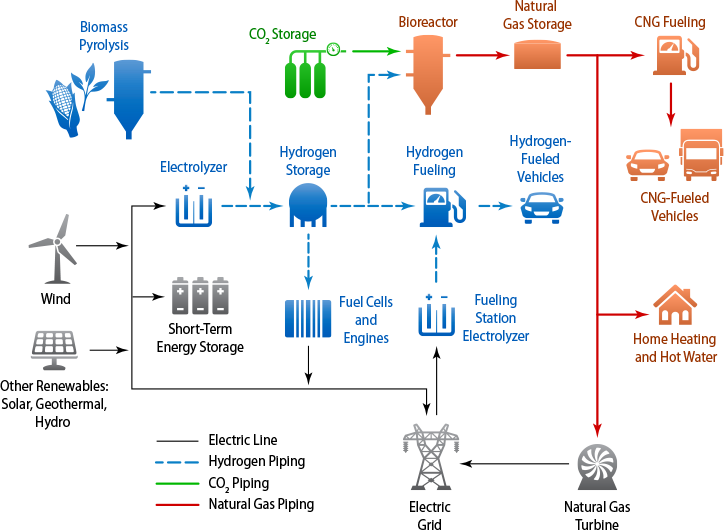 Biomass
Pyrolysis
CO2 Storage
Bioreactor
Natural
Gas Storage
CNG Fueling
Electrolyzer
Hydrogen
Storage
Hydrogen
Fueling
Hydrogen-
Fueled
Vehicles
CNG-Fueled
Vehicles
Wind
Short-Term
Energy Storage
Fuel Cells
and
Engines
Fueling
Station
Electrolyzer
Home Heating
and Hot Water
Other Renewables:
Solar, Geothermal,
Hydro
Electric Line
Hydrogen Piping
CO2 Piping
Natural Gas Piping
Electric
Grid
Natural Gas
Turbine